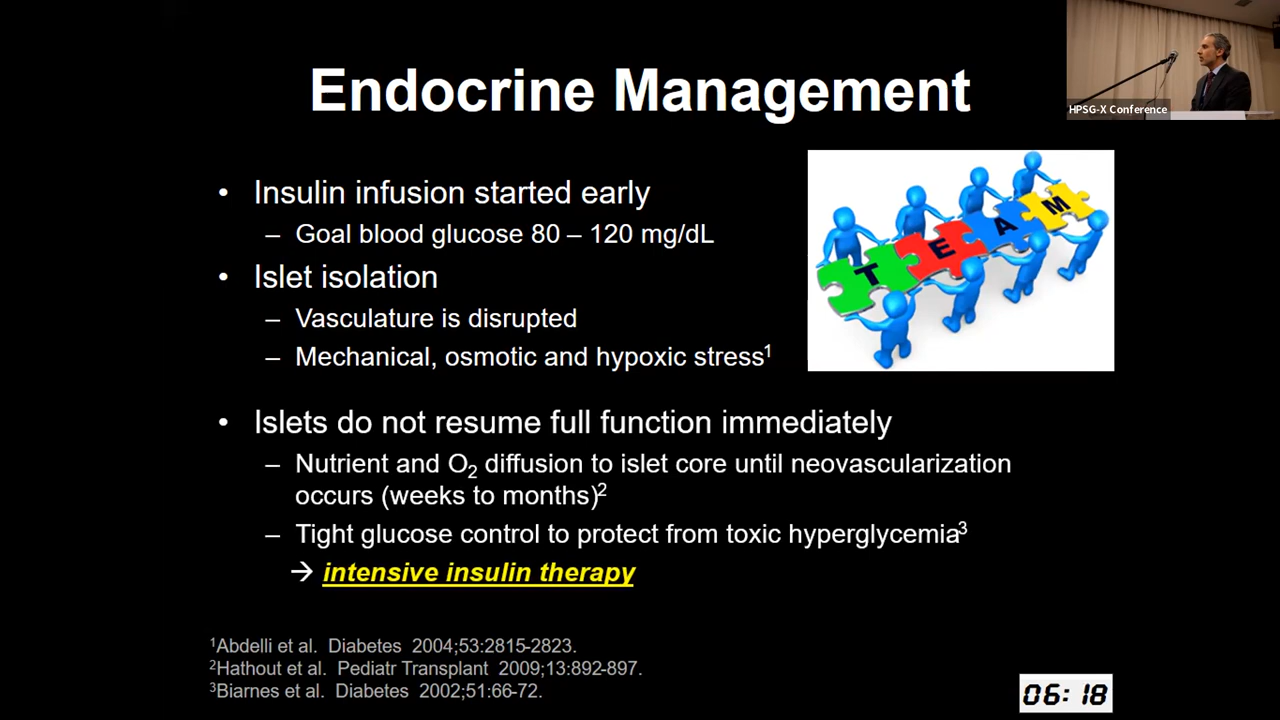 Endocrine Management
HPSG-X Conference
• Insulin infusion started early
– Goal blood glucose 80 – 120 mg/dL
• Islet isolation
– Vasculature is disrupted
– Mechanical, osmotic and hypoxic stress¹
TEAM
• Islets do not resume full function immediately
– Nutrient and O₂ diffusion to islet core until neovascularization
occurs (weeks to months)²
– Tight glucose control to protect from toxic hyperglycemia³
→ intensive insulin therapy
¹Abdelli et al. Diabetes 2004;53:2815-2823.
²Hathout et al. Pediatr Transplant 2009;13:892-897.
³Biarnes et al. Diabetes 2002;51:66-72.
06:18